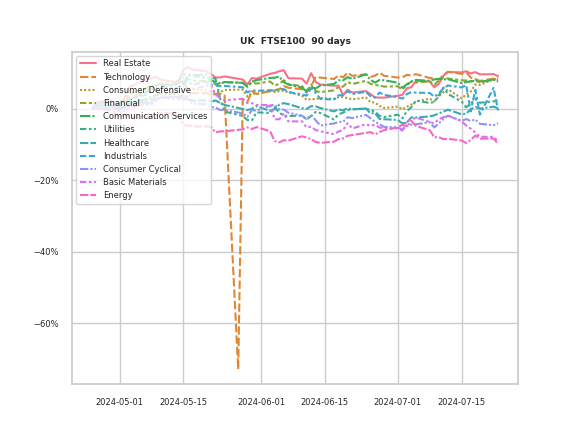 UK FTSE100 90 days
Real Estate
Technology
Consumer Defensive
Financial
Communication Services
Utilities
Healthcare
Industrials
Consumer Cyclical
Basic Materials
Energy
0%
−20%
−40%
−60%
2024-05-01 2024-05-15 2024-06-01 2024-06-15 2024-07-01 2024-07-15